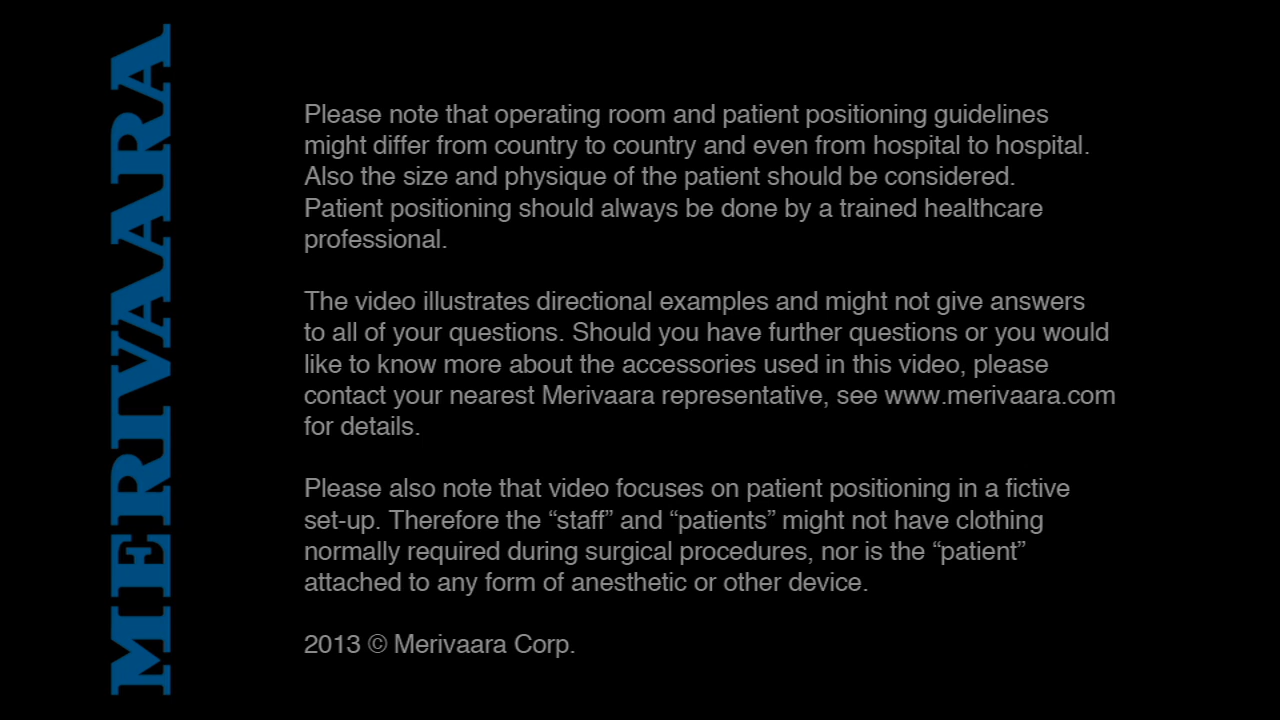 MERIVAARA
Please note that operating room and patient positioning guidelines
might differ from country to country and even from hospital to hospital.
Also the size and physique of the patient should be considered.
Patient positioning should always be done by a trained healthcare
professional.
The video illustrates directional examples and might not give answers
to all of your questions. Should you have further questions or you would
like to know more about the accessories used in this video, please
contact your nearest Merivaara representative, see www.merivaara.com
for details.
Please also note that video focuses on patient positioning in a fictive
set-up. Therefore the “staff” and “patients” might not have clothing
normally required during surgical procedures, nor is the “patient”
attached to any form of anesthetic or other device.
2013 © Merivaara Corp.